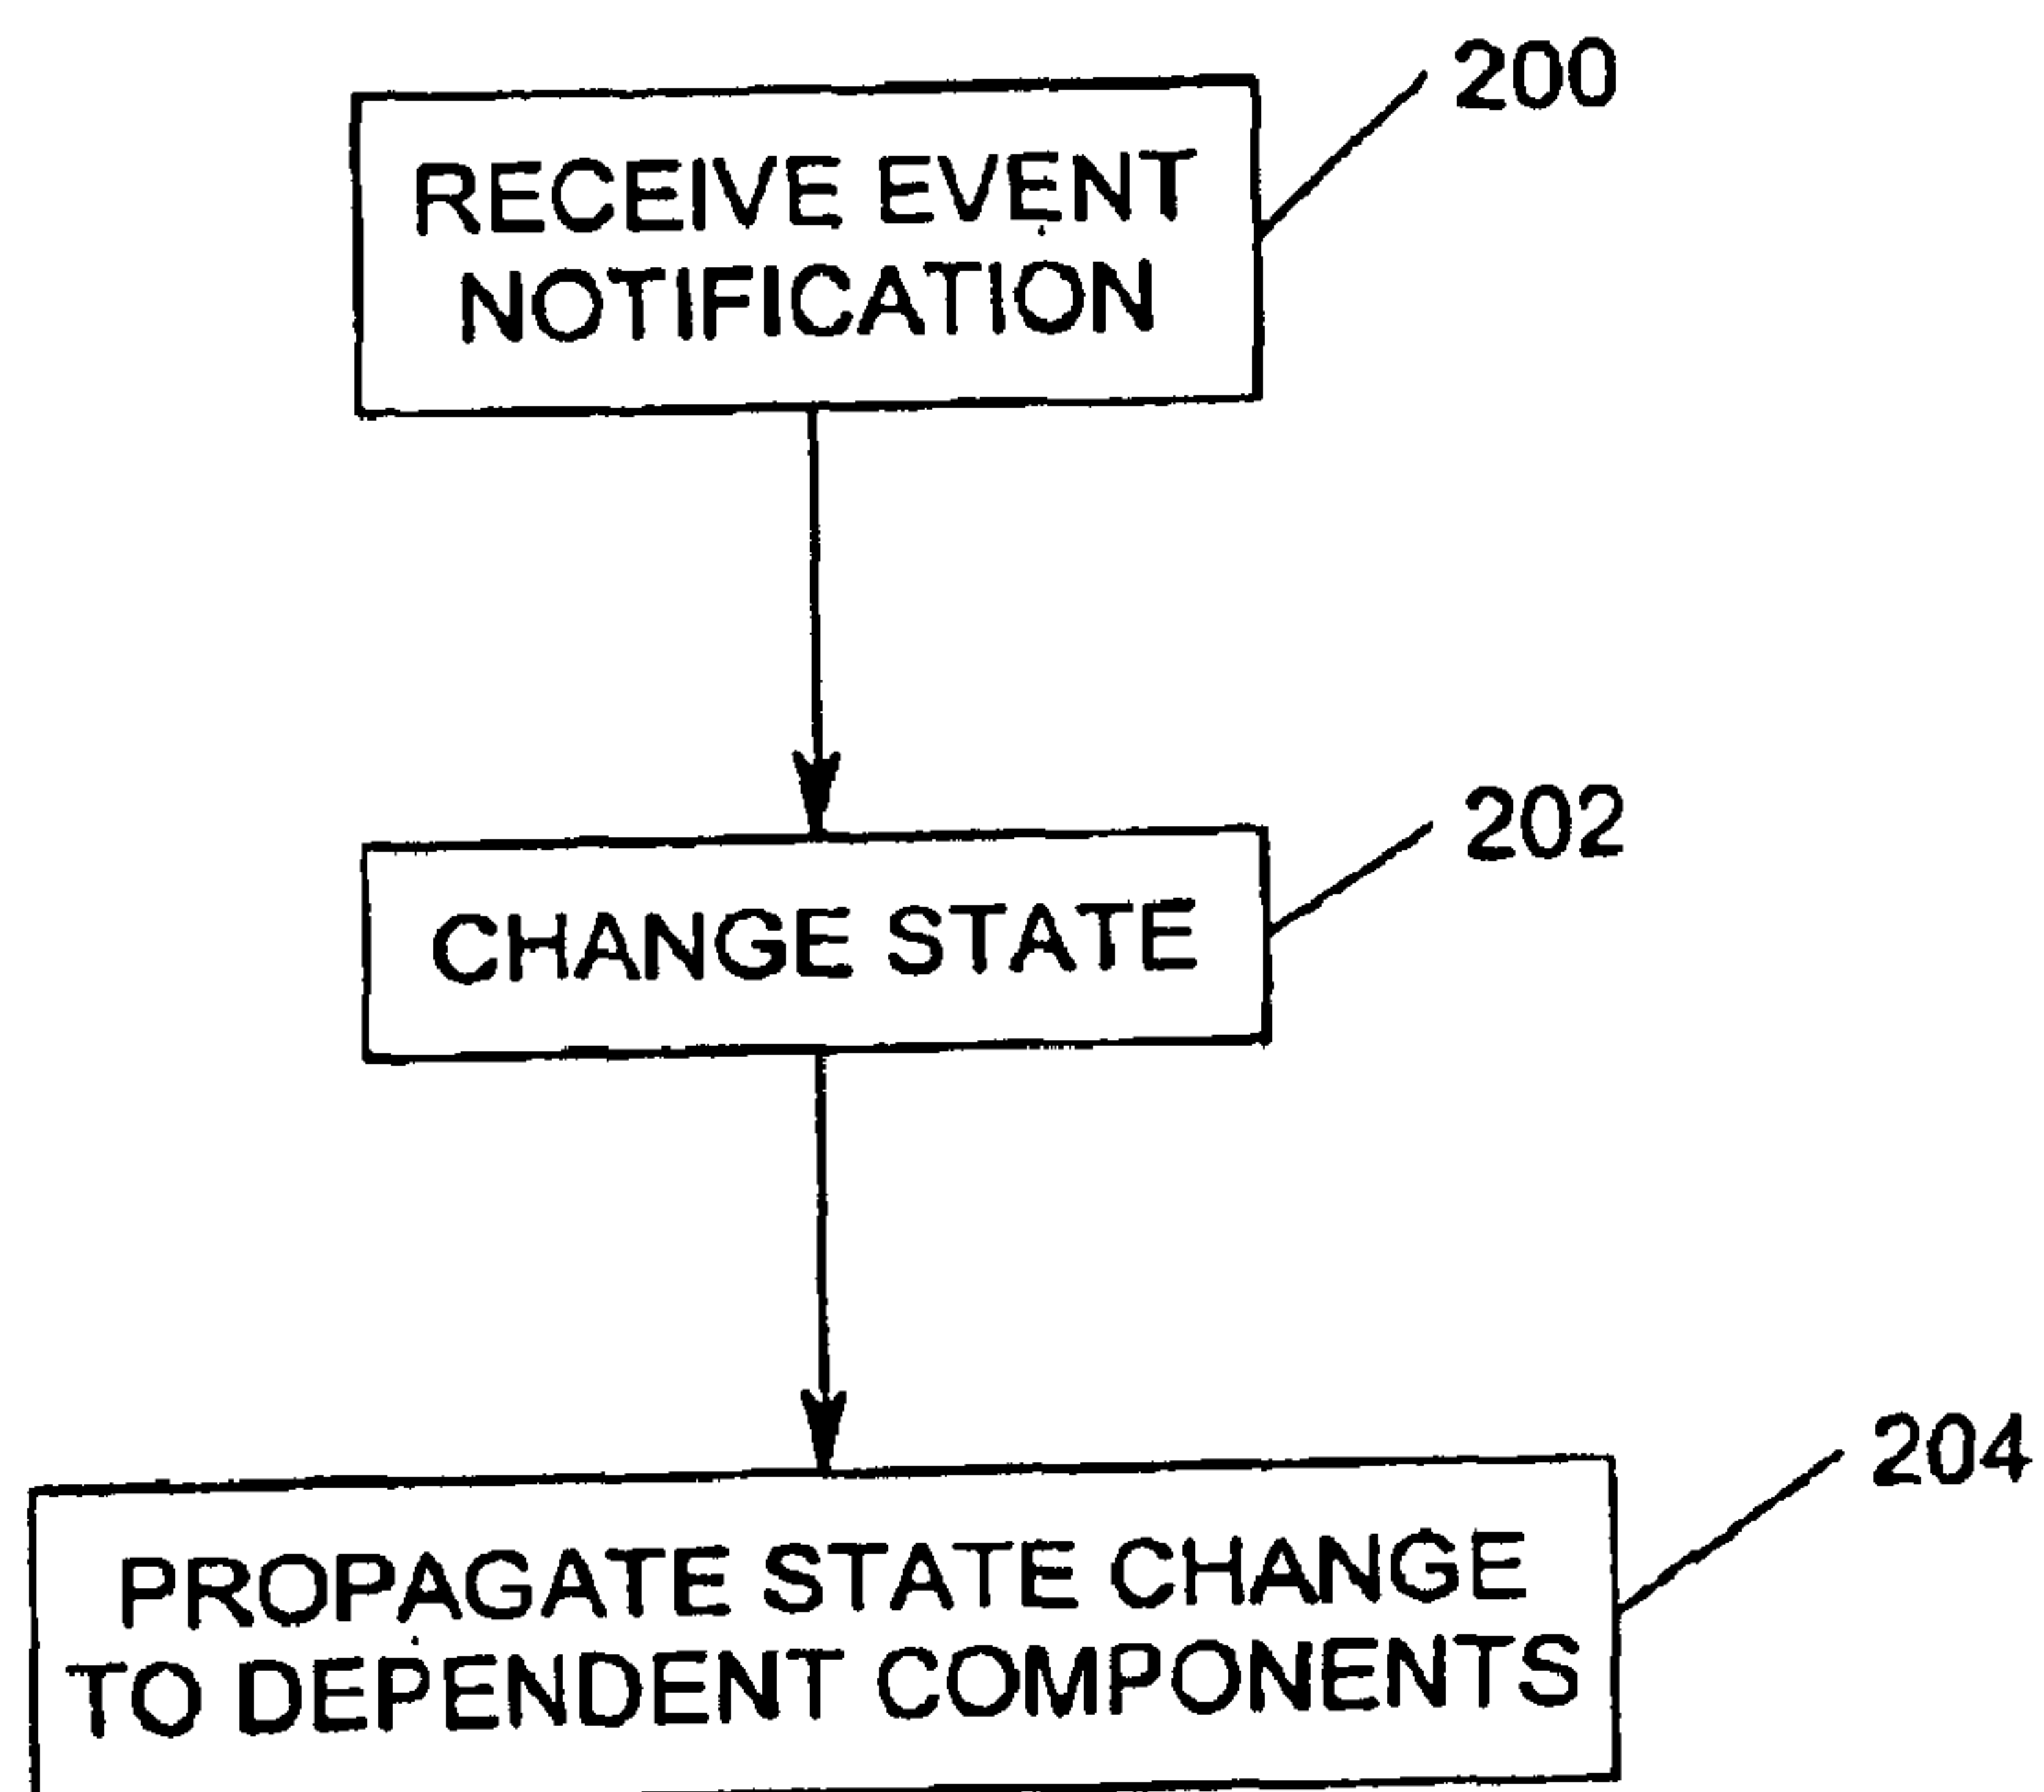 200
RECEIVE EVENT
NOTIFICATION
202
CHANGE STATE
204
PROPAGATE STATE CHANGE
TO DEPENDENT COMPONENTS